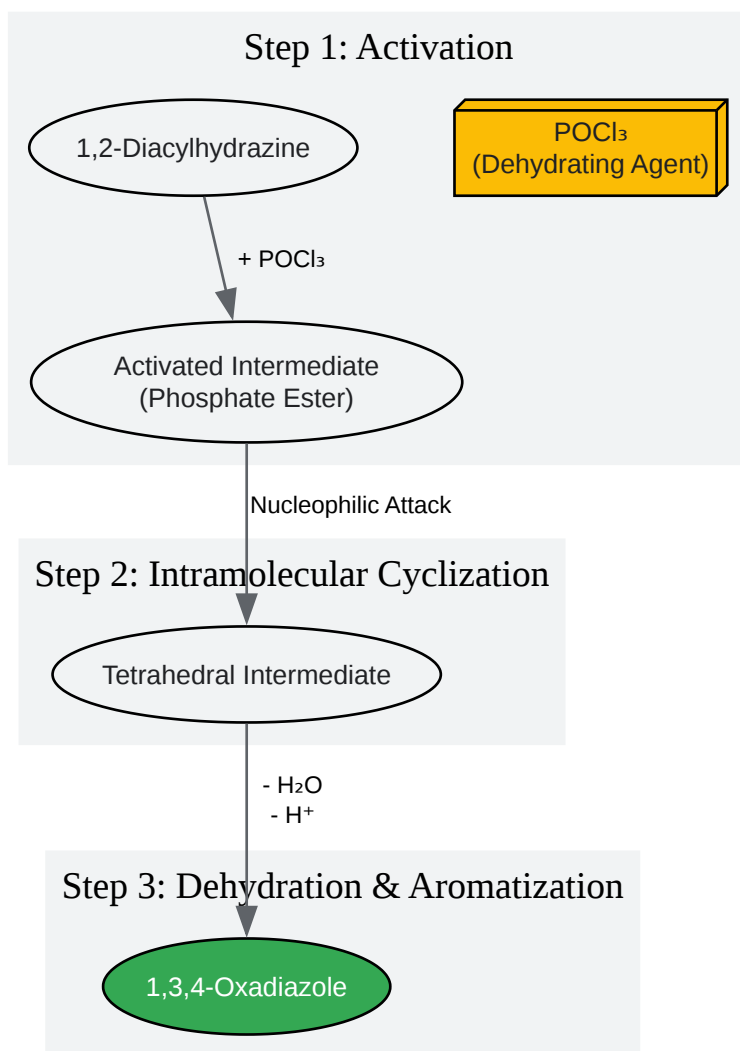 Step 1: Activation
1,2-Diacylhydrazine
POCl₃
(Dehydrating Agent)
+ POCl₃
Activated Intermediate
(Phosphate Ester)
Nucleophilic Attack
Step 2: Intramolecular Cyclization
Tetrahedral Intermediate
- H₂O
- H⁺
Step 3: Dehydration & Aromatization
1,3,4-Oxadiazole